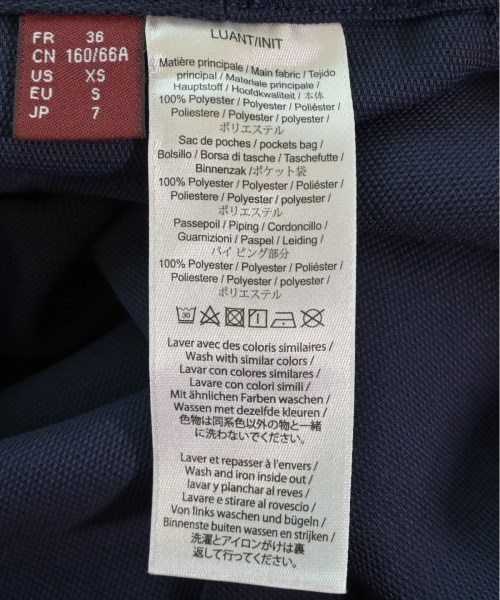 FR 36
CN 160/66A
US XS
EU S
JP 7
LUANT/INIT
Matière principale / Main fabric / Tejido
principal / Materiale principale /
Hauptstoff / Hoofdkwaliteit / 本体
100% Polyester / Polyester / Poliéster /
Poliestere / Polyester / polyester /
ポリエステル
Sac de poches / pockets bag /
Bolsillo / Borsa di tasche / Taschefutte /
Binnenzak /ポケット袋
100% Polyester / Polyester / Poliéster /
Poliestere / Polyester / polyester /
ポリエステル
Passepoil / Piping / Cordoncillo /
Guarnizioni / Paspel / Leiding /
パイピング部分
100% Polyester / Polyester / Poliéster /
Poliestere / Polyester / polyester /
ポリエステル
30
Laver avec des coloris similaires /
Wash with similar colors /
Lavar con colores similares /
Lavare con colori simili /
Mit ähnlichen Farben waschen /
Wassen met dezelfde kleuren /
色物は同系色以外の物と一緒
に洗わないでください。
Laver et repasser à l'envers /
Wash and iron inside out /
lavar y planchar al reves /
Lavare e stirare al rovescio /
Von links waschen und bügeln /
Binnenste buiten wassen en strijken /
洗濯とアイロンがけは裏
返して行ってください。